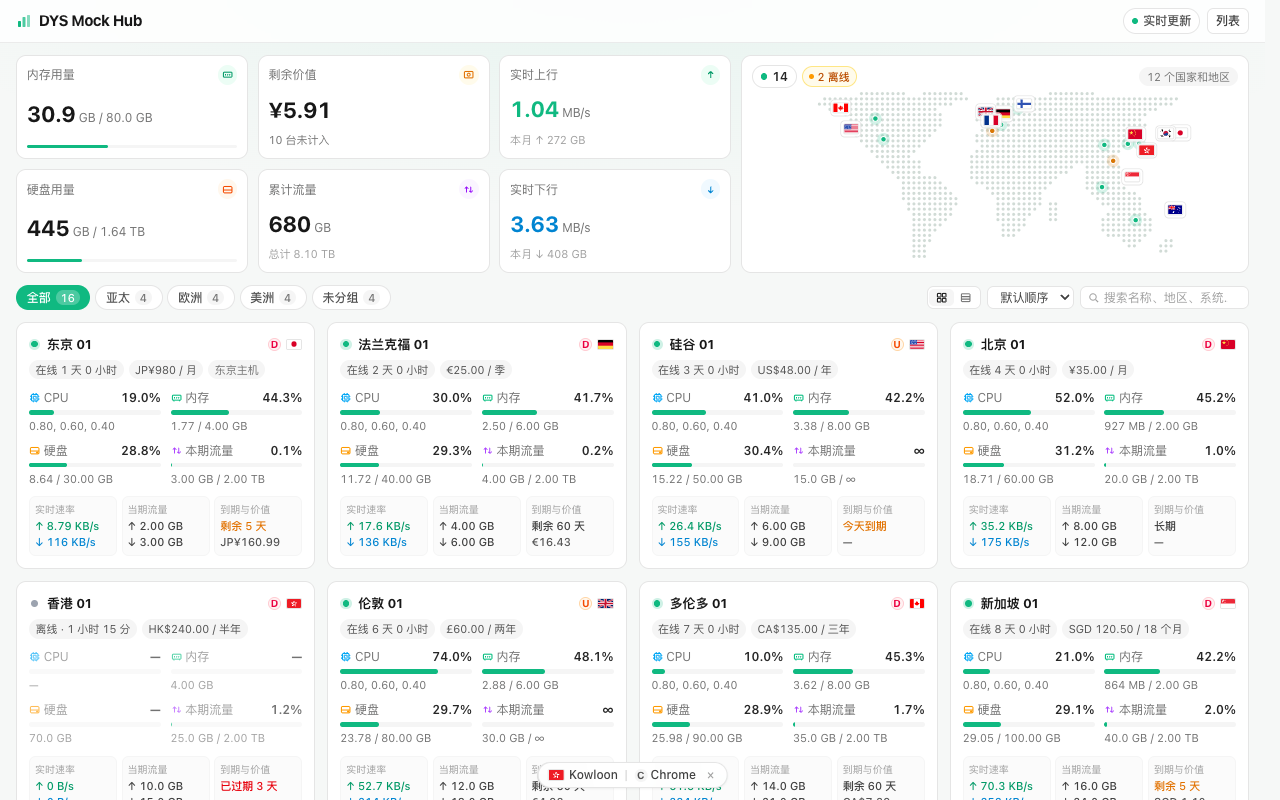 DYS Mock Hub
实时更新
列表
内存用量
30.9 GB / 80.0 GB
剩余价值
¥5.91
10 台未计入
实时上行
1.04 MB/s
本月 ↑ 272 GB
14
2 离线
12 个国家和地区
硬盘用量
445 GB / 1.64 TB
累计流量
680 GB
总计 8.10 TB
实时下行
3.63 MB/s
本月 ↓ 408 GB
全部 16
亚太 4
欧洲 4
美洲 4
未分组 4
默认顺序
搜索名称、地区、系统.
东京 01 D
在线 1 天 0 小时 JP¥980 / 月 东京主机
CPU 19.0% 内存 44.3%
0.80, 0.60, 0.40 1.77 / 4.00 GB
硬盘 28.8% 本期流量 0.1%
8.64 / 30.00 GB 3.00 GB / 2.00 TB
实时速率 当期流量 到期与价值
↑ 8.79 KB/s ↑ 2.00 GB 剩余 5 天
↓ 116 KB/s ↓ 3.00 GB JP¥160.99
法兰克福 01 D
在线 2 天 0 小时 €25.00 / 季
CPU 30.0% 内存 41.7%
0.80, 0.60, 0.40 2.50 / 6.00 GB
硬盘 29.3% 本期流量 0.2%
11.72 / 40.00 GB 4.00 GB / 2.00 TB
实时速率 当期流量 到期与价值
↑ 17.6 KB/s ↑ 4.00 GB 剩余 60 天
↓ 136 KB/s ↓ 6.00 GB €16.43
硅谷 01 U
在线 3 天 0 小时 US$48.00 / 年
CPU 41.0% 内存 42.2%
0.80, 0.60, 0.40 3.38 / 8.00 GB
硬盘 30.4% 本期流量 ∞
15.22 / 50.00 GB 15.0 GB / ∞
实时速率 当期流量 到期与价值
↑ 26.4 KB/s ↑ 6.00 GB 今天到期
↓ 155 KB/s ↓ 9.00 GB —
北京 01 D
在线 4 天 0 小时 ¥35.00 / 月
CPU 52.0% 内存 45.2%
0.80, 0.60, 0.40 927 MB / 2.00 GB
硬盘 31.2% 本期流量 1.0%
18.71 / 60.00 GB 20.0 GB / 2.00 TB
实时速率 当期流量 到期与价值
↑ 35.2 KB/s ↑ 8.00 GB 长期
↓ 175 KB/s ↓ 12.0 GB —
香港 01 D
离线 · 1 小时 15 分 HK$240.00 / 半年
CPU — 内存 —
— 4.00 GB
硬盘 — 本期流量 1.2%
70.0 GB 25.0 GB / 2.00 TB
实时速率 当期流量 到期与价值
↑ 0 B/s ↑ 10.0 GB 已过期 3 天
伦敦 01 U
在线 6 天 0 小时 £60.00 / 两年
CPU 74.0% 内存 48.1%
0.80, 0.60, 0.40 2.88 / 6.00 GB
硬盘 29.7% 本期流量 ∞
23.78 / 80.00 GB 30.0 GB / ∞
实时速率 当期流量
↑ 52.7 KB/s ↑ 12.0 GB
多伦多 01 D
在线 7 天 0 小时 CA$135.00 / 三年
CPU 10.0% 内存 45.3%
0.80, 0.60, 0.40 3.62 / 8.00 GB
硬盘 28.9% 本期流量 1.7%
25.98 / 90.00 GB 35.0 GB / 2.00 TB
实时速率 当期流量 到期与价值
↑ 14.0 GB 剩余 60 天
新加坡 01 D
在线 8 天 0 小时 SGD 120.50 / 18 个月
CPU 21.0% 内存 42.2%
0.80, 0.60, 0.40 864 MB / 2.00 GB
硬盘 29.1% 本期流量 2.0%
29.05 / 100.00 GB 40.0 GB / 2.00 TB
实时速率 当期流量 到期与价值
↑ 70.3 KB/s ↑ 16.0 GB 剩余 5 天
Kowloon | C Chrome ×